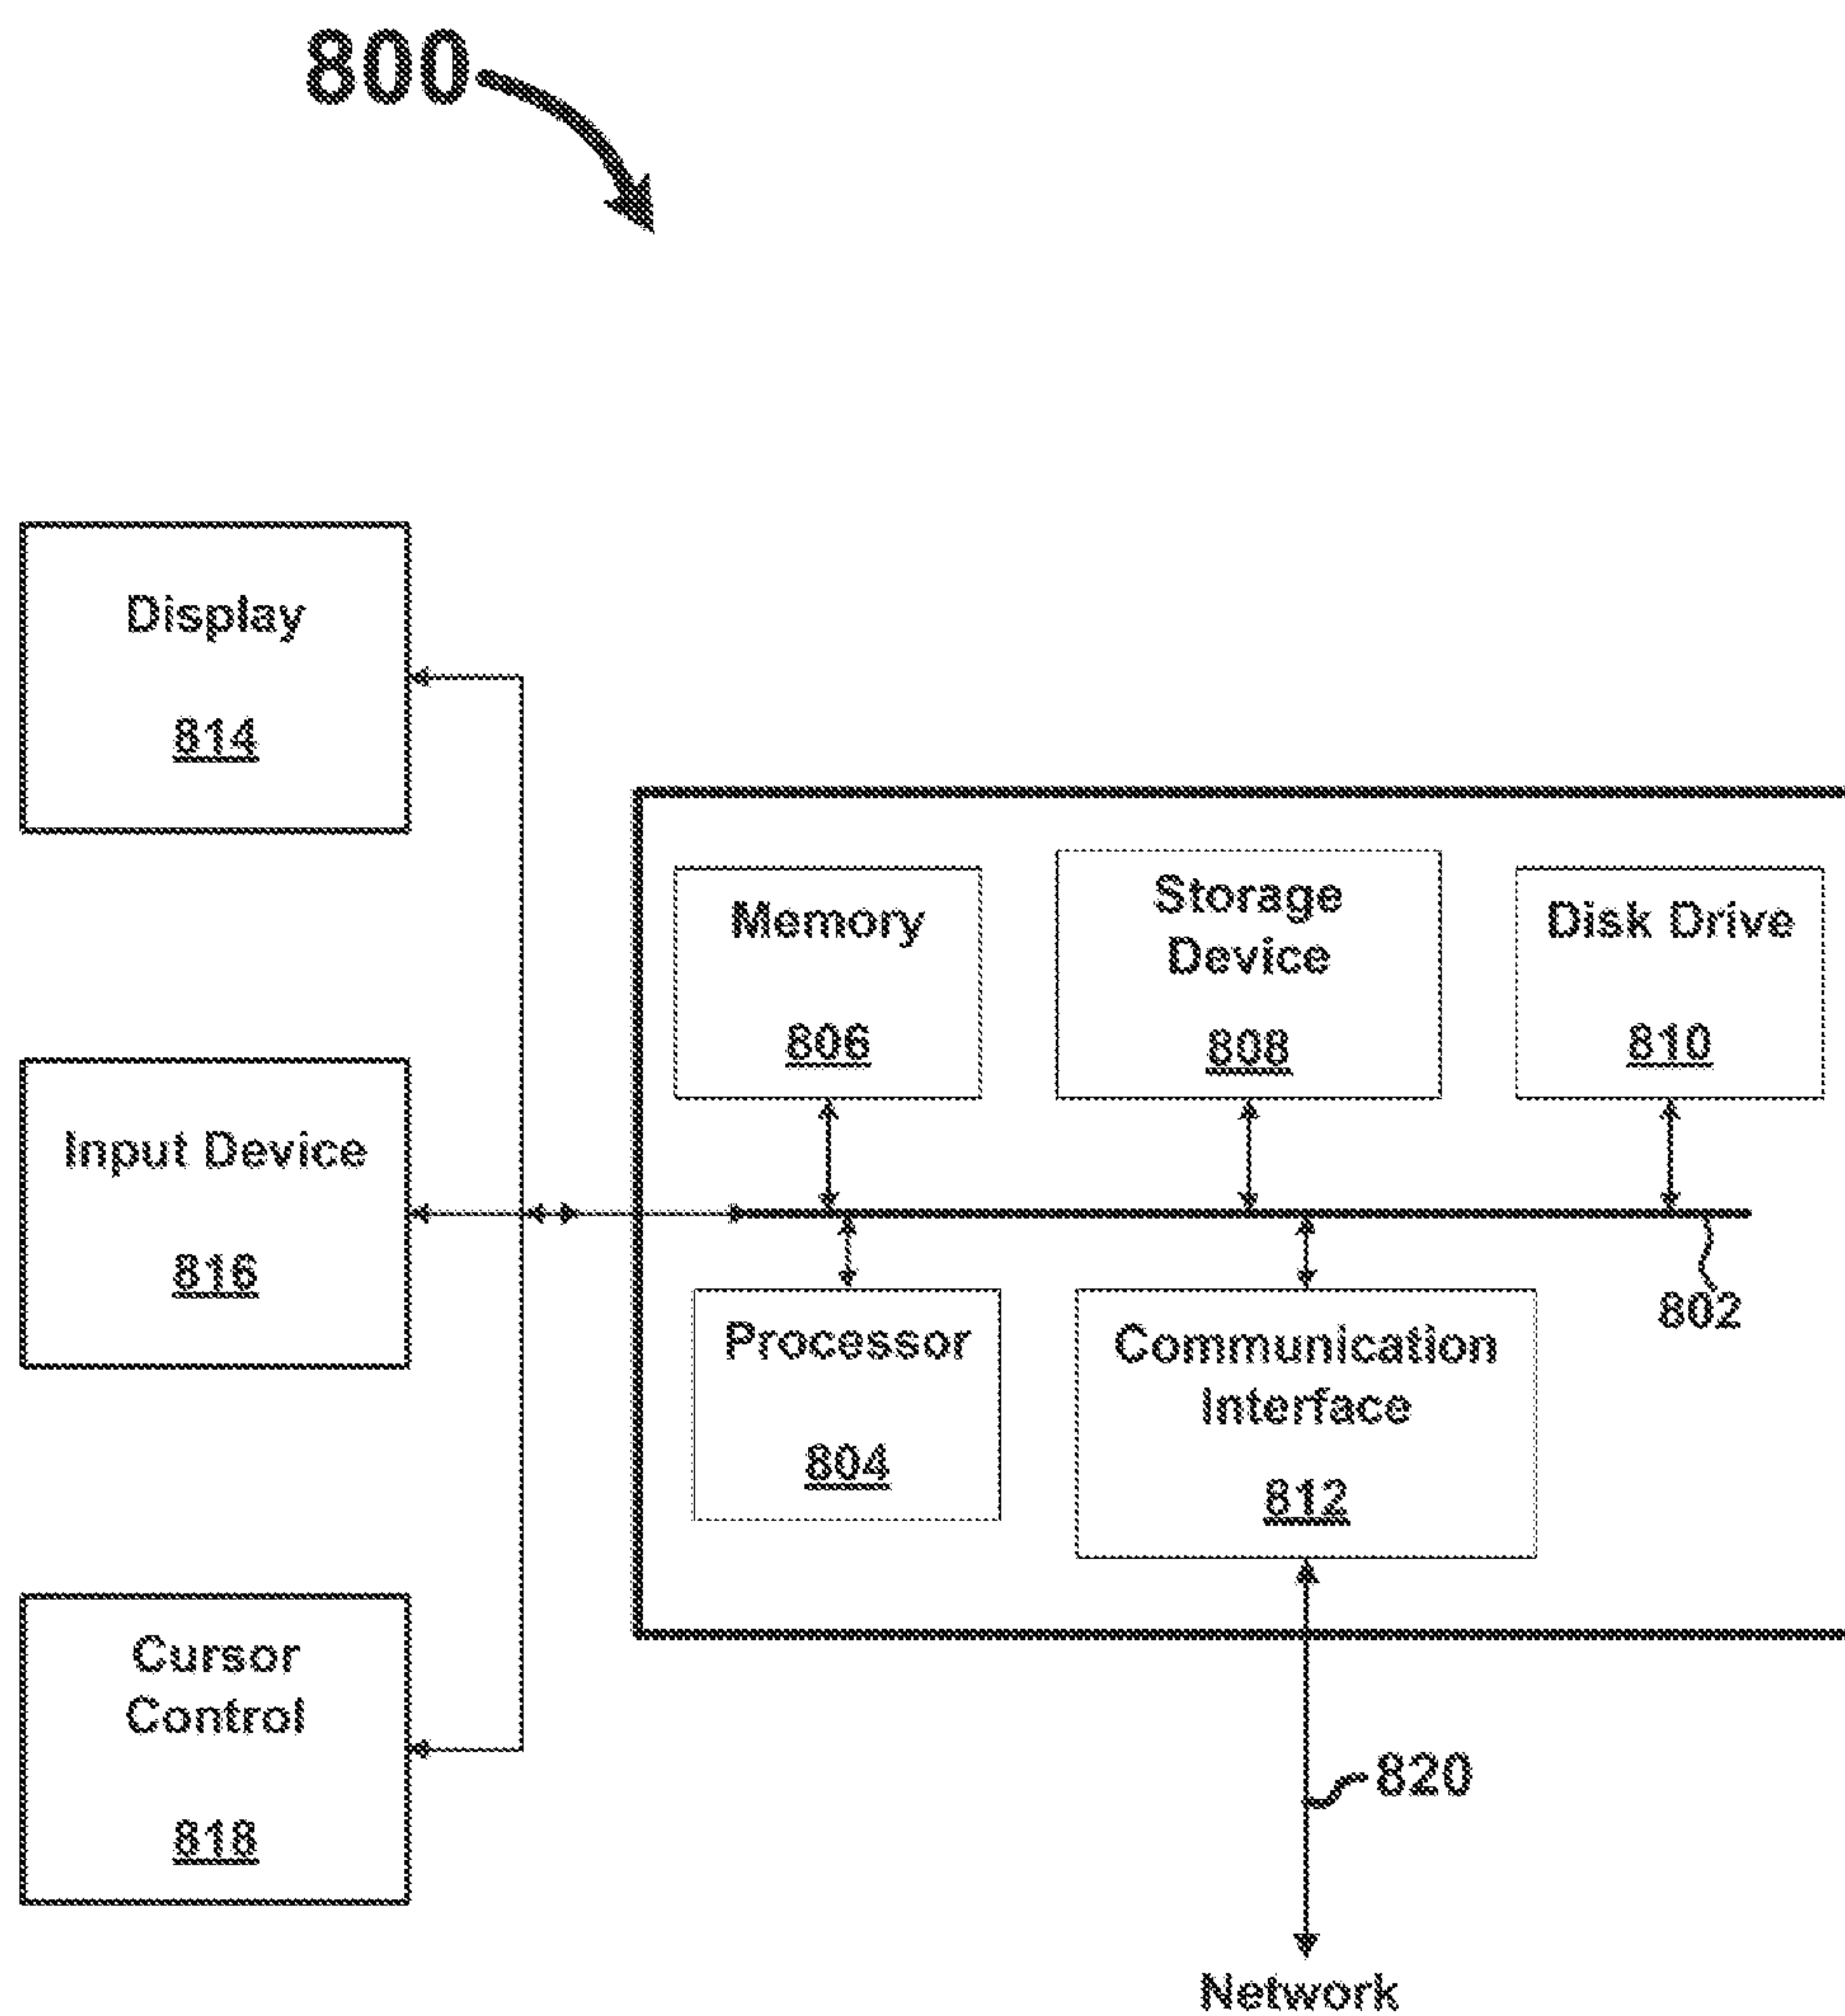 800
Display
814
Memory
806
Storage
Device
808
Disk Drive
810
Input Device
816
802
Processor
804
Communication
Interface
812
Cursor
Control
818
820
Network